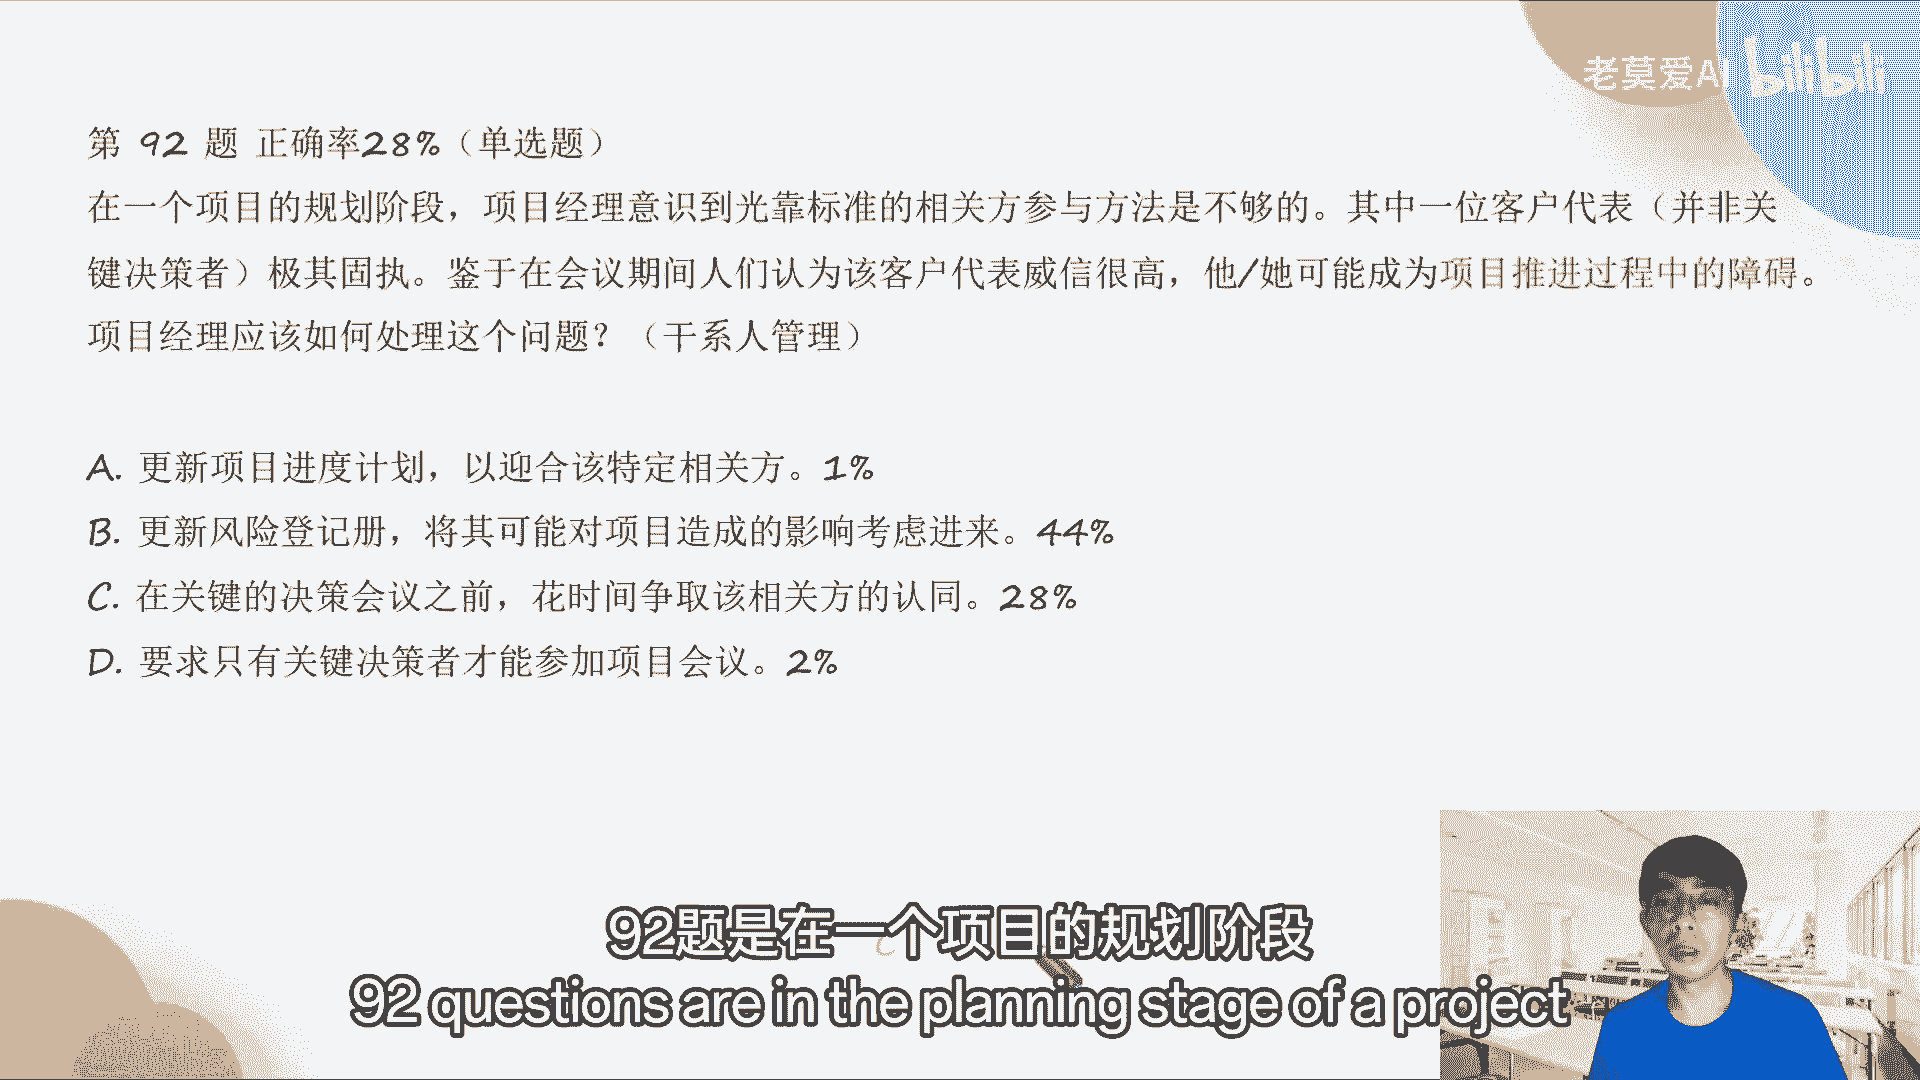 老莫爱AI bilibili
第 92 题 正确率28%（单选题）
在一个项目的规划阶段，项目经理意识到光靠标准的相关方参与方法是不够的。其中一位客户代表（并非关
键决策者）极其固执。鉴于在会议期间人们认为该客户代表威信很高，他/她可能成为项目推进过程中的障碍。
项目经理应该如何处理这个问题？（干系人管理）
A. 更新项目进度计划，以迎合该特定相关方。1%
B. 更新风险登记册，将其可能对项目造成的影响考虑进来。44%
C. 在关键的决策会议之前，花时间争取该相关方的认同。28%
D. 要求只有关键决策者才能参加项目会议。2%
92题是在一个项目的规划阶段
92 questions are in the planning stage of a project